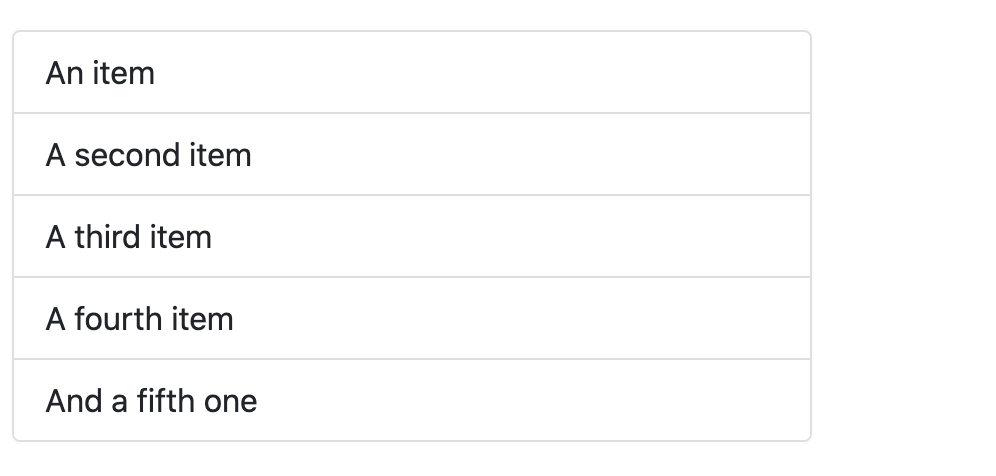 An item
A second item
A third item
A fourth item
And a fifth one